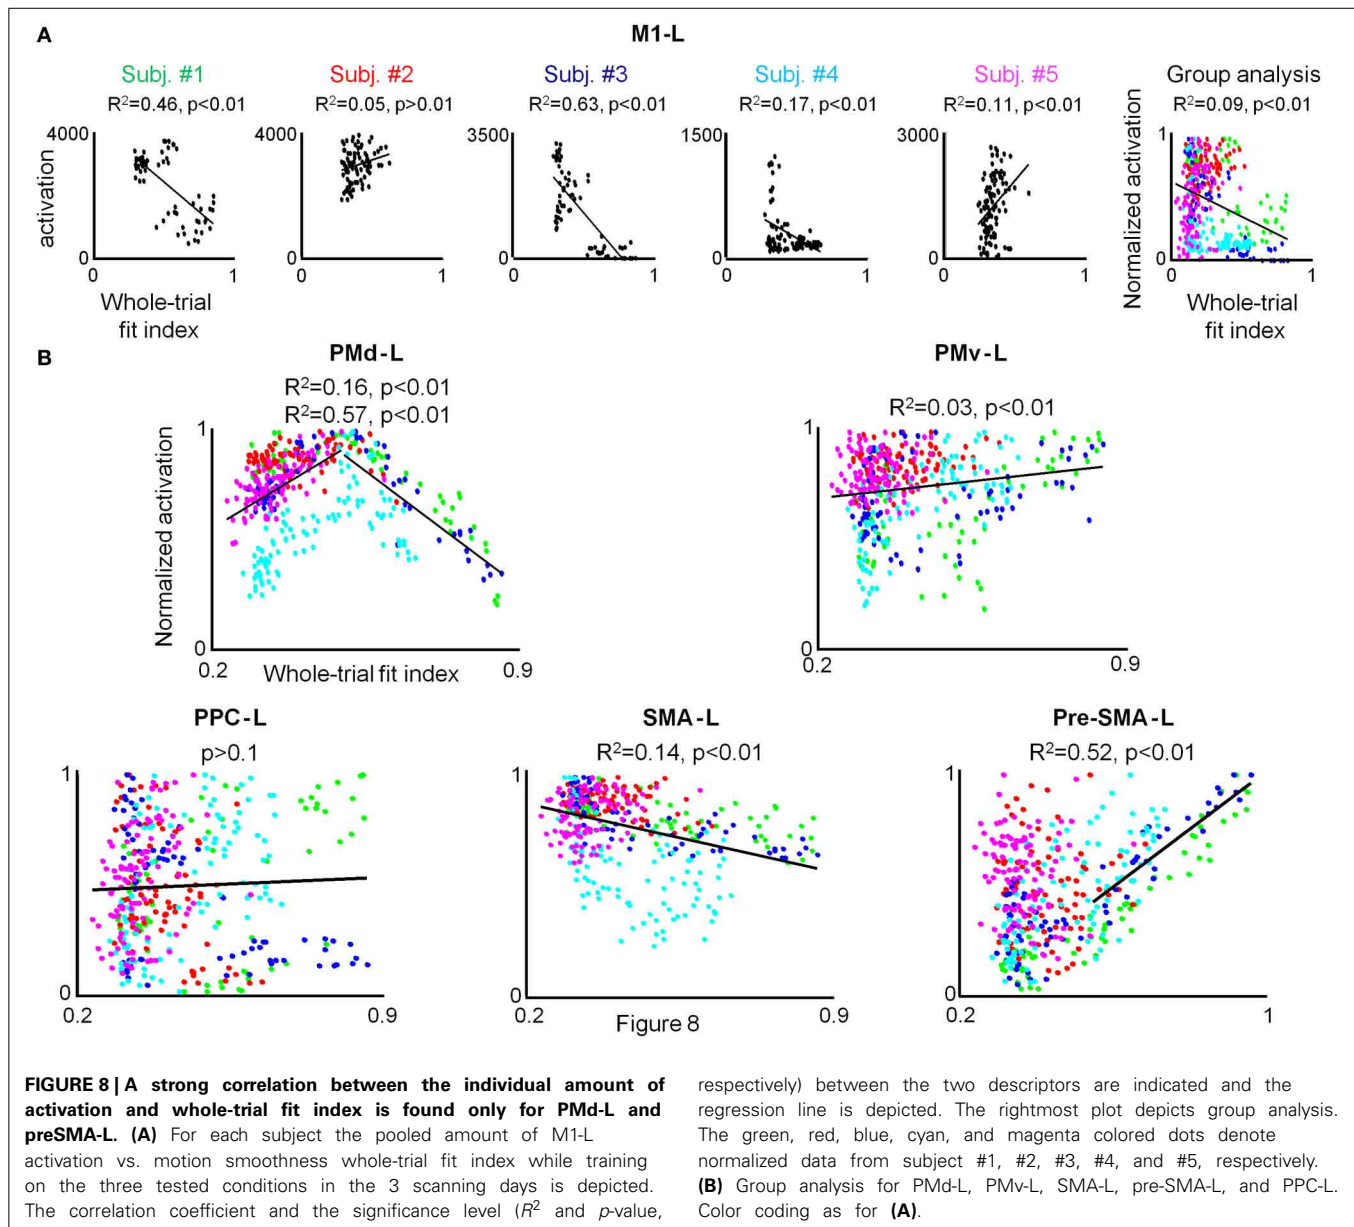 A
M1-L
Subj. #1
R²=0.46, p<0.01
Subj. #2
R²=0.05, p>0.01
Subj. #3
R²=0.63, p<0.01
Subj. #4
R²=0.17, p<0.01
Subj. #5
R²=0.11, p<0.01
Group analysis
R²=0.09, p<0.01
activation
4000
0
0
1
Whole-trial
fit index
4000
0
0
1
3500
0
0
1
1500
0
0
1
3000
0
0
1
Normalized activation
1
0
0
1
Whole-trial
fit index
B
PMd-L
R²=0.16, p<0.01
R²=0.57, p<0.01
Normalized activation
1
0
0.2
0.9
Whole-trial fit index
PMv-L
R²=0.03, p<0.01
1
0
0.2
0.9
PPC-L
p>0.1
1
0
0.2
0.9
SMA-L
R²=0.14, p<0.01
1
0
0.2
0.9
Pre-SMA-L
R²=0.52, p<0.01
1
0
0.2
1
Figure 8
FIGURE 8 | A strong correlation between the individual amount of
activation and whole-trial fit index is found only for PMd-L and
preSMA-L. (A) For each subject the pooled amount of M1-L
activation vs. motion smoothness whole-trial fit index while training
on the three tested conditions in the 3 scanning days is depicted.
The correlation coefficient and the significance level (R² and p-value,
respectively) between the two descriptors are indicated and the
regression line is depicted. The rightmost plot depicts group analysis.
The green, red, blue, cyan, and magenta colored dots denote
normalized data from subject #1, #2, #3, #4, and #5, respectively.
(B) Group analysis for PMd-L, PMv-L, SMA-L, pre-SMA-L, and PPC-L.
Color coding as for (A).